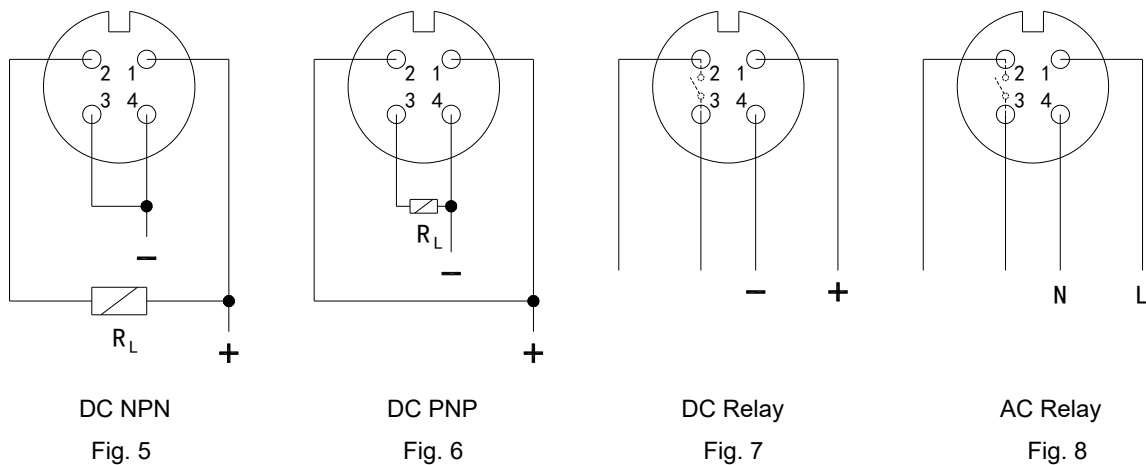 2 1 2 1 2 1 2 1
3 4 3 4 3 4 3 4
R L
− − − + N L
R L
+ +
DC NPN DC PNP DC Relay AC Relay
Fig. 5 Fig. 6 Fig. 7 Fig. 8